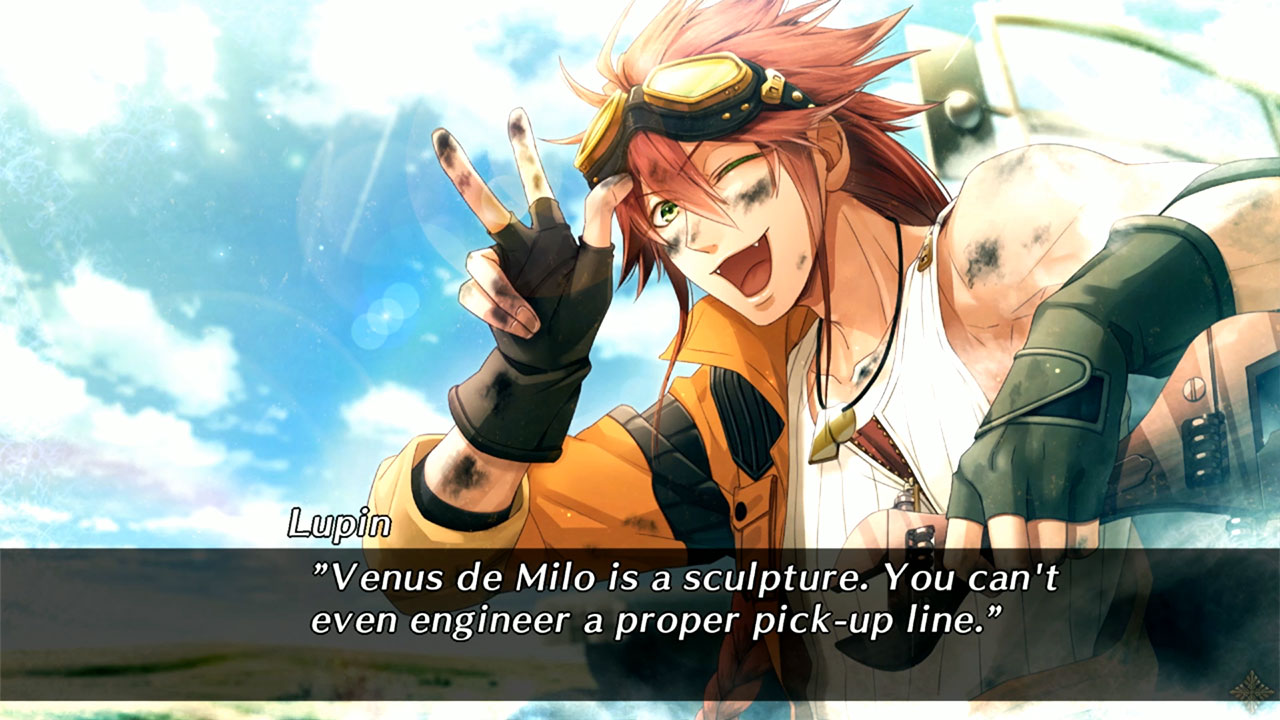 Lupin
”Venus de Milo is a sculpture. You can't
even engineer a proper pick-up line.”